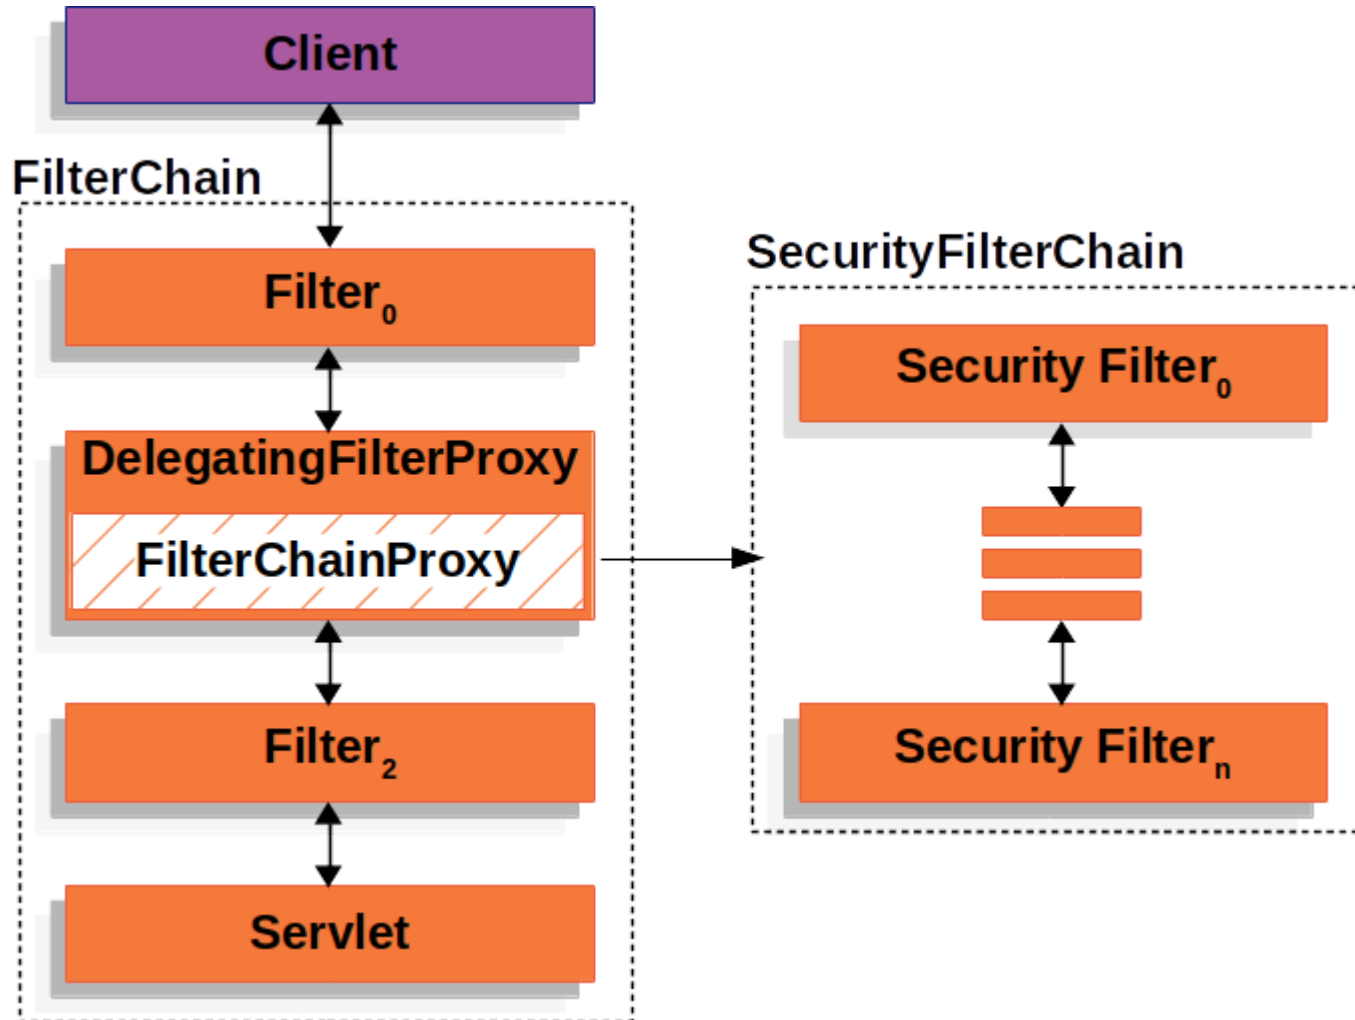 Client
FilterChain
Filter0
DelegatingFilterProxy
FilterChainProxy
Filter2
Servlet
SecurityFilterChain
Security Filter0
Security Filtern